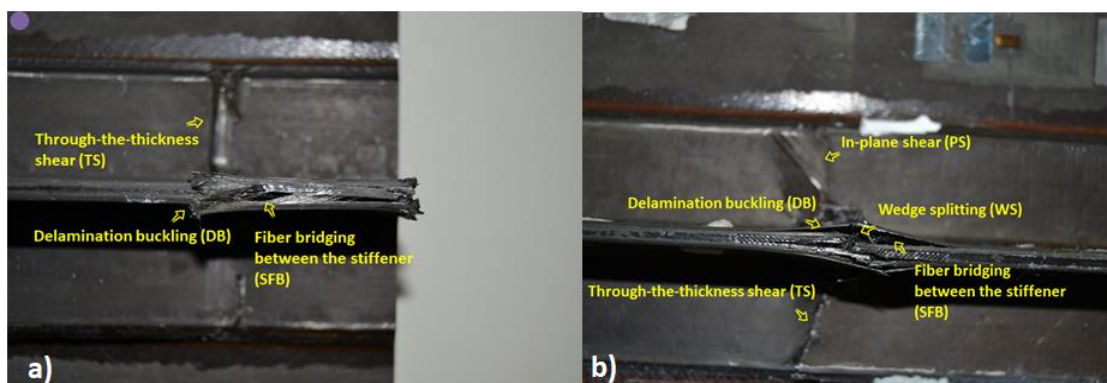 Through-the-thickness
shear (TS)
Delamination buckling (DB)
Fiber bridging
between the stiffener
(SFB)
a)
In-plane shear (PS)
Delamination buckling (DB)
Wedge splitting (WS)
Through-the-thickness shear (TS)
Fiber bridging
between the stiffener
(SFB)
b)